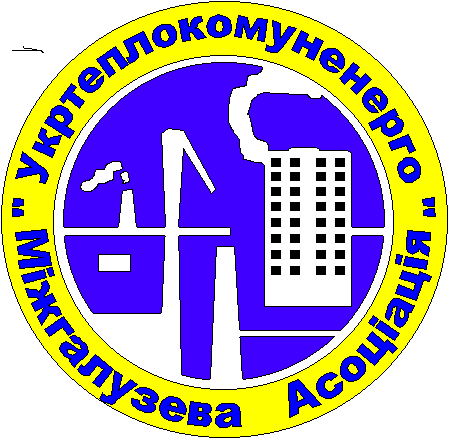 Міжгалузева Асоціація
"Укртеплокомуненерго"